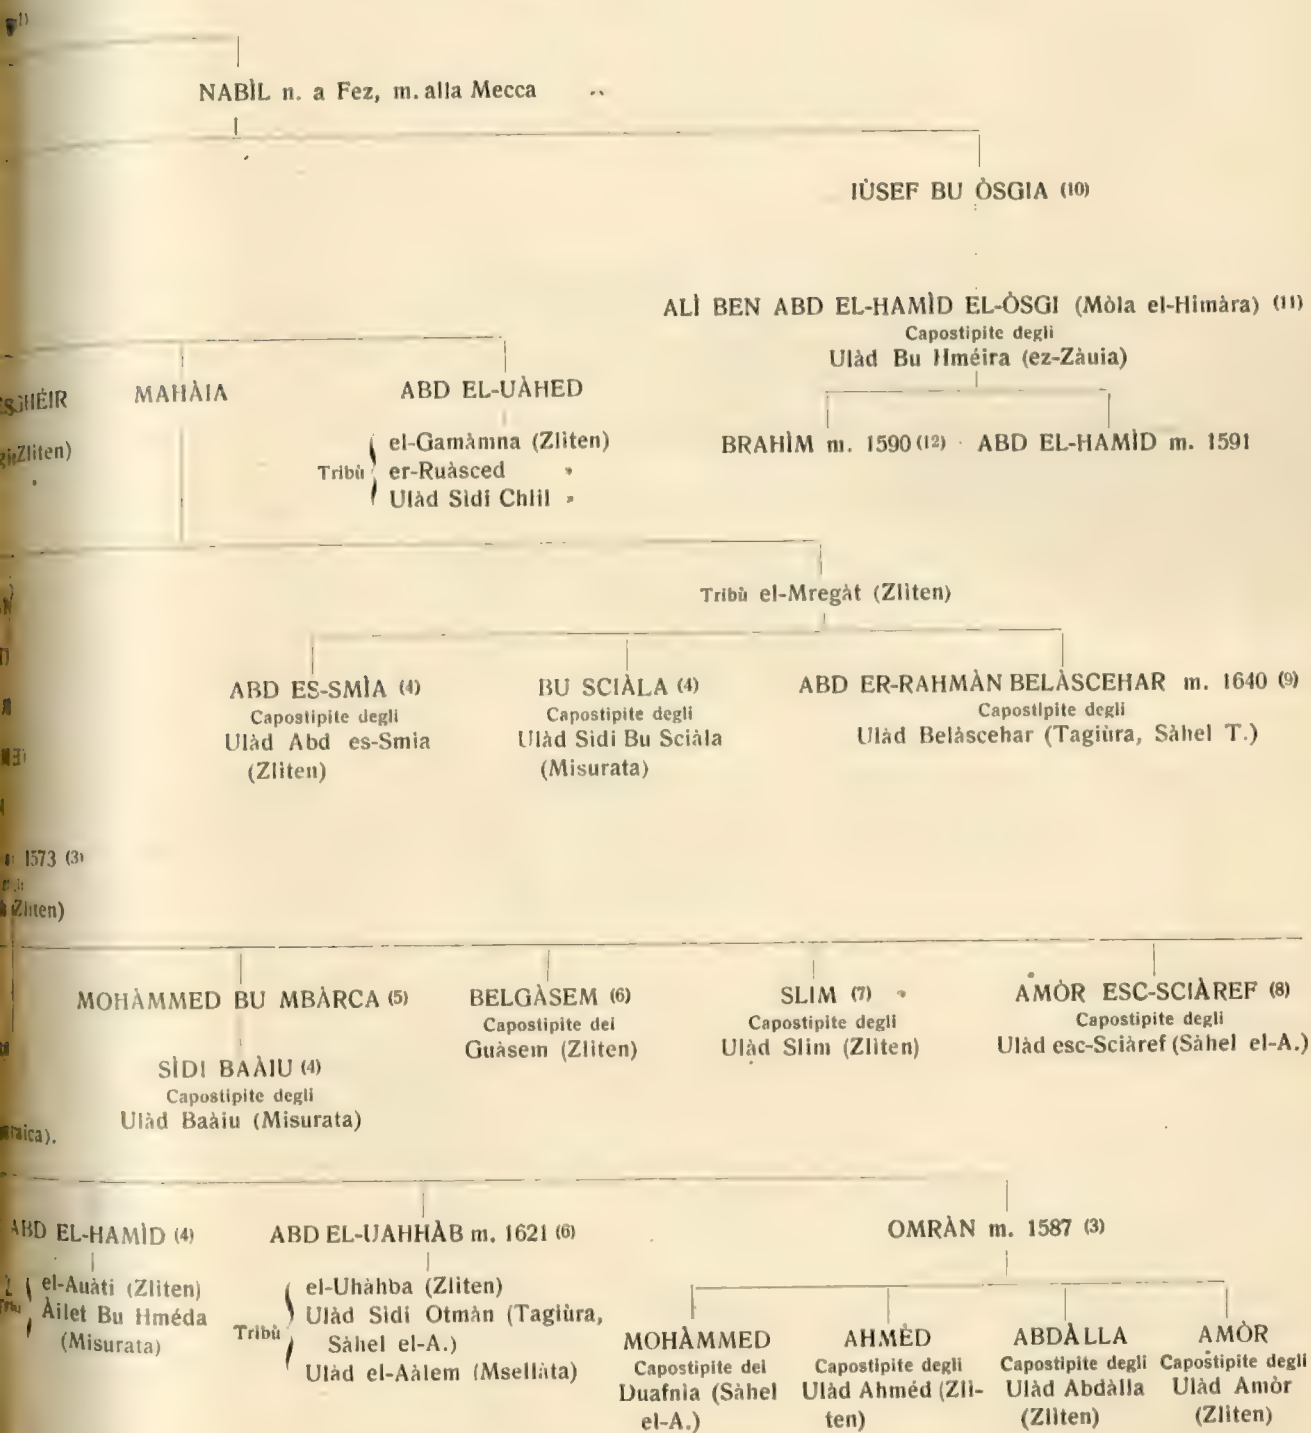 NABÌL n. a Fez, m. alla Mecca
IÙSEF BU ÒSGIA (10)
ALÌ BEN ABD EL-HAMÌD EL-ÒSGI (Mòla el-Himàra) (11)
Capostipite degli
Ulàd Bu Hméira (ez-Zàuia)
MAHÀIA
ABD EL-UÀHED
Zliten)
Tribù
el-Gamàmna (Zliten)
er-Ruàsced »
Ulàd Sìdi Chlil »
BRAHÌM m. 1590 (12)
ABD EL-HAMÌD m. 1591
Tribù el-Mregàt (Zliten)
ABD ES-SMÌA (4)
Capostipite degli
Ulàd Abd es-Smia
(Zliten)
BU SCIÀLA (4)
Capostipite degli
Ulàd Sìdi Bu Sciàla
(Misurata)
ABD ER-RAHMÀN BELÀSCEHAR m. 1640 (9)
Capostipite degli
Ulàd Belàscehar (Tagiùra, Sàhel T.)
1573 (3)
Zliten)
MOHÀMMED BU MBÀRCA (5)
SÌDI BAÀIU (4)
Capostipite degli
Ulàd Baàiu (Misurata)
BELGÀSEM (6)
Capostipite dei
Guàsem (Zliten)
SLIM (7)
Capostipite degli
Ulàd Slim (Zliten)
ÀMÒR ESC-SCIÀREF (8)
Capostipite degli
Ulàd esc-Sciàref (Sàhel el-A.)
ABD EL-HAMÌD (4)
Tribù
el-Auàti (Zliten)
Àilet Bu Hméda
(Misurata)
ABD EL-UAHHÀB m. 1621 (6)
Tribù
el-Uhàhba (Zliten)
Ulàd Sìdi Otmàn (Tagiùra,
Sàhel el-A.)
Ulàd el-Aàlem (Msellàta)
OMRÀN m. 1587 (3)
MOHÀMMED
Capostipite dei
Duafnìa (Sàhel
el-A.)
AHMÈD
Capostipite degli
Ulàd Ahméd (Zli-
ten)
ABDÀLLA
Capostipite degli
Ulàd Abdàlla
(Zliten)
AMÒR
Capostipite degli
Ulàd Amòr
(Zliten)